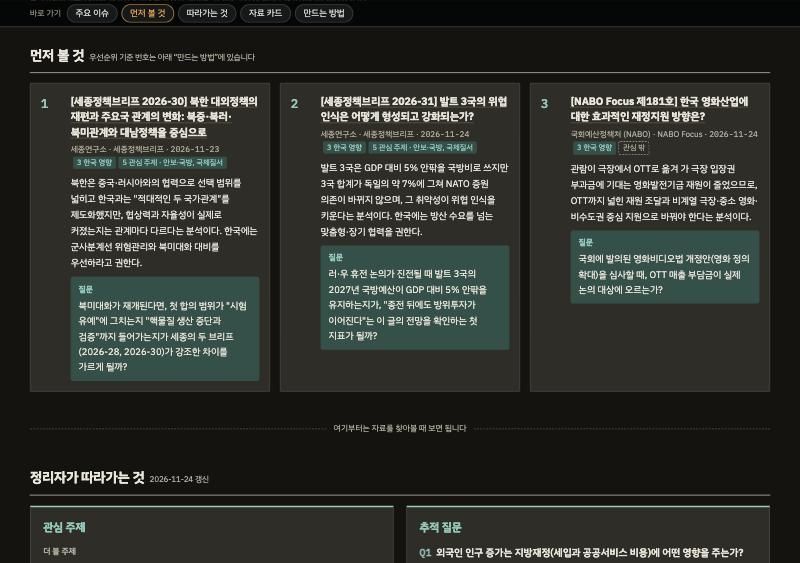 바로 가기 주요 이슈 먼저 볼 것 따라가는 것 자료 카드 만드는 방법
먼저 볼 것 우선순위 기준 번호는 아래 "만드는 방법"에 있습니다
1
[세종정책브리프 2026-30] 북한 대외정책의
재편과 주요국 관계의 변화: 북중·북러·
북미관계와 대남정책을 중심으로
세종연구소 · 세종정책브리프 · 2026-11-23
3 한국 영향 5 관심 주제 · 안보·국방, 국제질서
북한은 중국·러시아와의 협력으로 선택 범위를
넓히고 한국과는 "적대적인 두 국가관계"를
제도화했지만, 협상력과 자율성이 실제로
커졌는지는 관계마다 다르다는 분석이다. 한국에는
군사분계선 위험관리와 북미대화 대비를
우선하라고 권한다.
질문
북미대화가 재개된다면, 첫 합의 범위가 "시험
유예"에 그치는지 "핵물질 생산 중단과
검증"까지 들어가는지가 세종의 두 브리프
(2026-28, 2026-30)가 강조한 차이를
가르게 될까?
2
[세종정책브리프 2026-31] 발트 3국의 위협
인식은 어떻게 형성되고 강화되는가?
세종연구소 · 세종정책브리프 · 2026-11-24
3 한국 영향 5 관심 주제 · 안보·국방, 국제질서
발트 3국은 GDP 대비 5% 안팎을 국방비로 쓰지만
3국 합계가 독일의 약 7%에 그쳐 NATO 증원
의존이 바뀌지 않으며, 그 취약성이 위협 인식을
키운다는 분석이다. 한국에는 방산 수요를 넘는
맞춤형·장기 협력을 권한다.
질문
러·우 휴전 논의가 진전될 때 발트 3국의
2027년 국방예산이 GDP 대비 5% 안팎을
유지하는지가, "종전 뒤에도 방위투자가
이어진다"는 이 글의 전망을 확인하는 첫
지표가 될까?
3
[NABO Focus 제181호] 한국 영화산업에
대한 효과적인 재정지원 방향은?
국회예산정책처 (NABO) · NABO Focus · 2026-11-24
3 한국 영향 관심 밖
관람이 극장에서 OTT로 옮겨 가 극장 입장권
부과금에 기대는 영화발전기금 재원이 줄었으므로,
OTT까지 넓힌 재원 조달과 비계열 극장·중소 영화·
비수도권 중심 지원으로 바꿔야 한다는 분석이다.
질문
국회에 발의된 영화비디오법 개정안(영화 정의
확대)을 심사할 때, OTT 매출 부담금이 실제
논의 대상에 오르는가?
여기부터는 자료를 찾아볼 때 보면 됩니다
정리자가 따라가는 것 2026-11-24 갱신
관심 주제
더 볼 주제
추적 질문
Q1 외국인 인구 증가는 지방재정(세입과 공공서비스 비용)에 어떤 영향을 주는가?